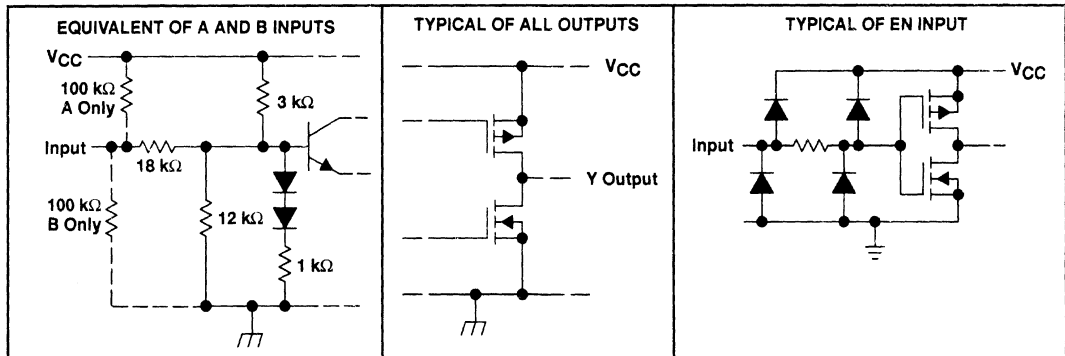 EQUIVALENT OF A AND B INPUTS
VCC
100 kΩ
A Only
3 kΩ
Input
18 kΩ
100 kΩ
B Only
12 kΩ
1 kΩ
TYPICAL OF ALL OUTPUTS
VCC
Y Output
TYPICAL OF EN INPUT
VCC
Input